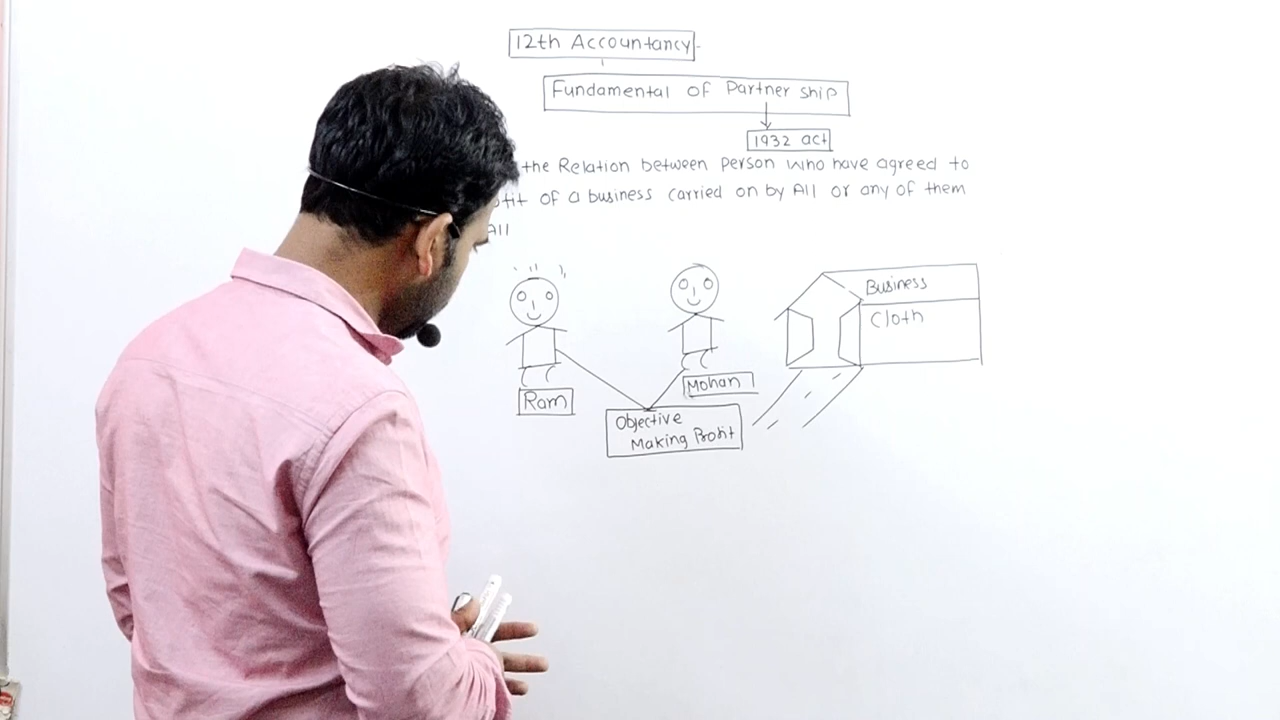 12th Accountancy
Fundamental of Partner ship
1932 act
the Relation between Person who have agreed to
of a business carried on by All or any of them
All
Business
Cloth
Mohan
Ram
Objective
Making Profit